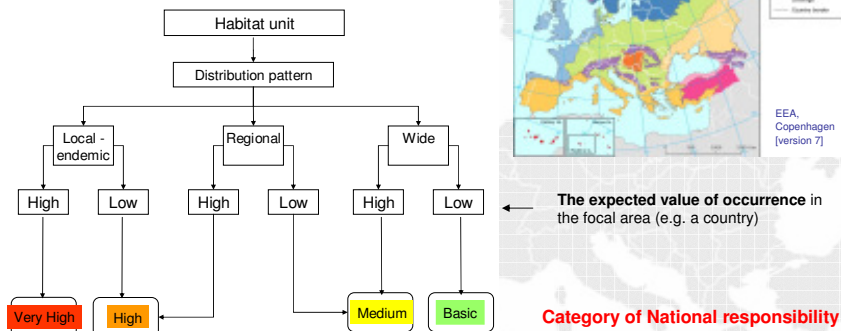 Habitat unit
Distribution pattern
Local -
endemic
Regional
Wide
High
Low
High
Low
High
Low
Very High
High
Medium
Basic
EEA,
Copenhagen
[version 7]
The expected value of occurrence in
the focal area (e.g. a country)
Category of National responsibility